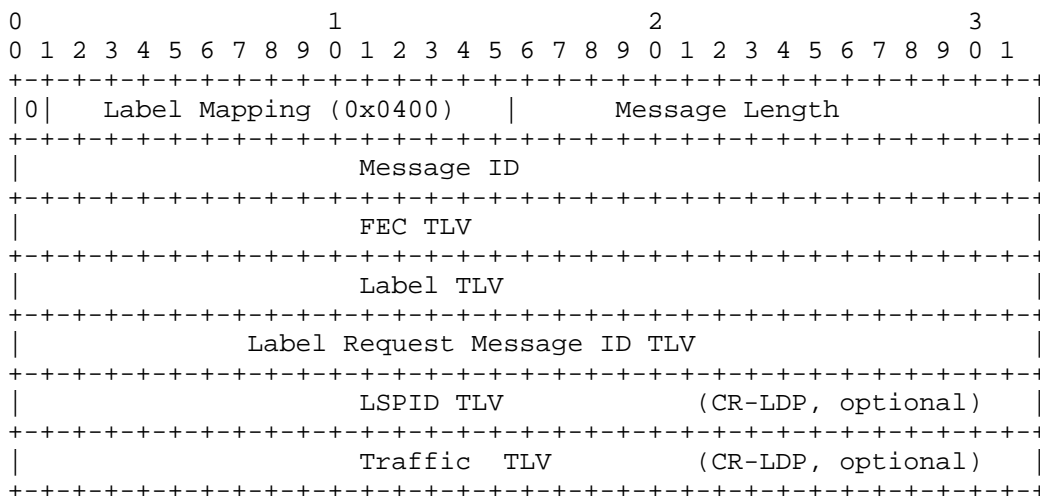 0                   1                   2                   3
0 1 2 3 4 5 6 7 8 9 0 1 2 3 4 5 6 7 8 9 0 1 2 3 4 5 6 7 8 9 0 1
+-+-+-+-+-+-+-+-+-+-+-+-+-+-+-+-+-+-+-+-+-+-+-+-+-+-+-+-+-+-+-+-+
|0|   Label Mapping (0x0400)   |      Message Length            |
+-+-+-+-+-+-+-+-+-+-+-+-+-+-+-+-+-+-+-+-+-+-+-+-+-+-+-+-+-+-+-+-+
|                     Message ID                                |
+-+-+-+-+-+-+-+-+-+-+-+-+-+-+-+-+-+-+-+-+-+-+-+-+-+-+-+-+-+-+-+-+
|                     FEC TLV                                   |
+-+-+-+-+-+-+-+-+-+-+-+-+-+-+-+-+-+-+-+-+-+-+-+-+-+-+-+-+-+-+-+-+
|                     Label TLV                                 |
+-+-+-+-+-+-+-+-+-+-+-+-+-+-+-+-+-+-+-+-+-+-+-+-+-+-+-+-+-+-+-+-+
|              Label Request Message ID TLV                     |
+-+-+-+-+-+-+-+-+-+-+-+-+-+-+-+-+-+-+-+-+-+-+-+-+-+-+-+-+-+-+-+-+
|                     LSPID TLV            (CR-LDP, optional)   |
+-+-+-+-+-+-+-+-+-+-+-+-+-+-+-+-+-+-+-+-+-+-+-+-+-+-+-+-+-+-+-+-+
|                     Traffic  TLV         (CR-LDP, optional)   |
+-+-+-+-+-+-+-+-+-+-+-+-+-+-+-+-+-+-+-+-+-+-+-+-+-+-+-+-+-+-+-+-+